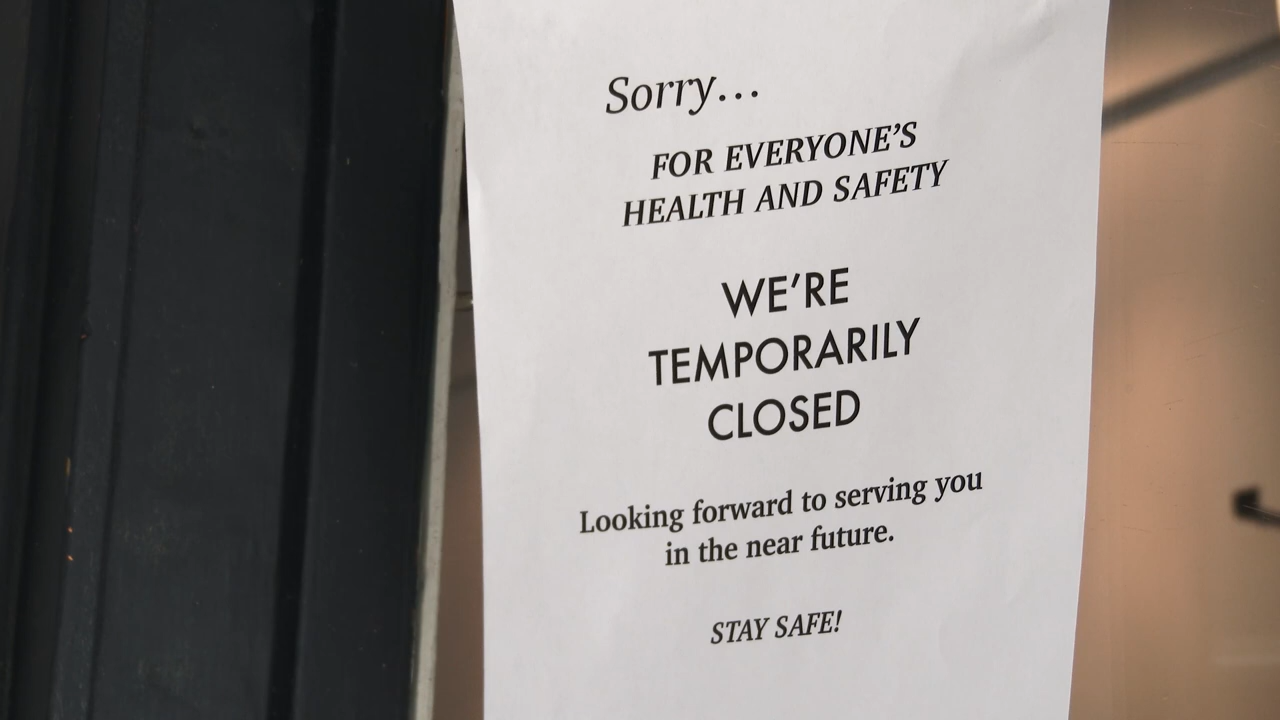 Sorry...
FOR EVERYONE’S
HEALTH AND SAFETY
WE’RE
TEMPORARILY
CLOSED
Looking forward to serving you
in the near future.
STAY SAFE!